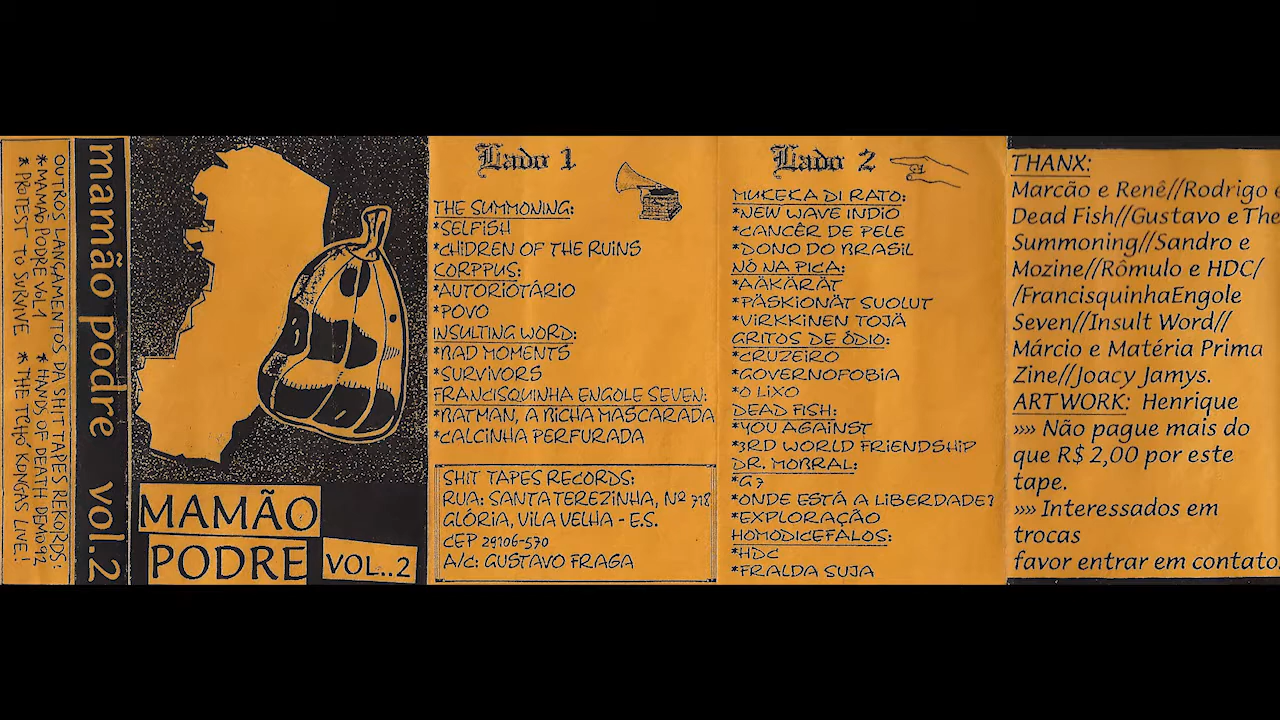 OUTROS LANÇAMENTOS DA SHIT TAPES REKORDS:
*MAMÃO PODRE VOL.1 *HANDS OF DEATH DEMO 92
*PROTEST TO SURVIVE *THE TCHÔ KONGAS LIVE!
mamão podre vol.2
MAMÃO
PODRE VOL..2
Lado 1
THE SUMMONING:
*SELFISH
*CHIDREN OF THE RUINS
CORPPUS:
*AUTORIOTÁRIO
*POVO
INSULTING WORD:
*BAD MOMENTS
*SURVIVORS
FRANCISQUINHA ENGOLE SEVEN:
*BATMAN, A BICHA MASCARADA
*CALCINHA PERFURADA
SHIT TAPES RECORDS:
RUA: SANTA TEREZINHA, Nº 718
GLÓRIA, VILA VELHA - E.S.
CEP 29106-570
A/C: GUSTAVO FRAGA
Lado 2
MUKEKA DI RATO:
*NEW WAVE INDIO
*CANCÊR DE PELE
*DONO DO BRASIL
NÓ NA PICA:
*ÄÄKÄRÄT
*PÄSKIONÄT SUOLUT
*VIRKKINEN TOJÄ
GRITOS DE ÓDIO:
*CRUZEIRO
*GOVERNOFOBIA
*O LIXO
DEAD FISH:
*YOU AGAINST
*3RD WORLD FRIENDSHIP
DR. MOBRAL:
*G7
*ONDE ESTÁ A LIBERDADE?
*EXPLORAÇÃO
HOMODICEFALOS:
*HDC
*FRALDA SUJA
THANX:
Marcão e Renê//Rodrigo e
Dead Fish//Gustavo e The
Summoning//Sandro e
Mozine//Rômulo e HDC/
/FrancisquinhaEngole
Seven//Insult Word//
Márcio e Matéria Prima
Zine//Joacy Jamys.
ARTWORK: Henrique
»» Não pague mais do
que R$ 2,00 por este
tape.
»» Interessados em
trocas
favor entrar em contato.